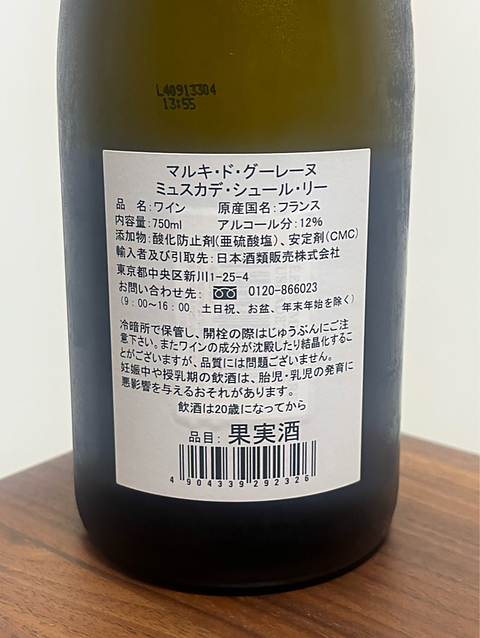 L40913304
13:55
マルキ・ド・グーレーヌ
ミュスカデ・シュール・リー
品 名:ワイン 原産国名:フランス
内容量:750ml アルコール分:12%
添加物:酸化防止剤(亜硫酸塩)、安定剤(CMC)
輸入者及び引取先:日本酒類販売株式会社
東京都中央区新川1-25-4
お問い合わせ先: 0120-866023
(9:00~16:00 土日祝、お盆、年末年始を除く)
冷暗所で保管し、開栓の際はじゅうぶんにご注
意下さい。またワインの成分が沈殿したり結晶化するこ
とがございますが、品質には問題ございません。
妊娠中や授乳期の飲酒は、胎児・乳児の発育に
悪影響を与えるおそれがあります。
飲酒は20歳になってから
品目: 果実酒
4904339292326